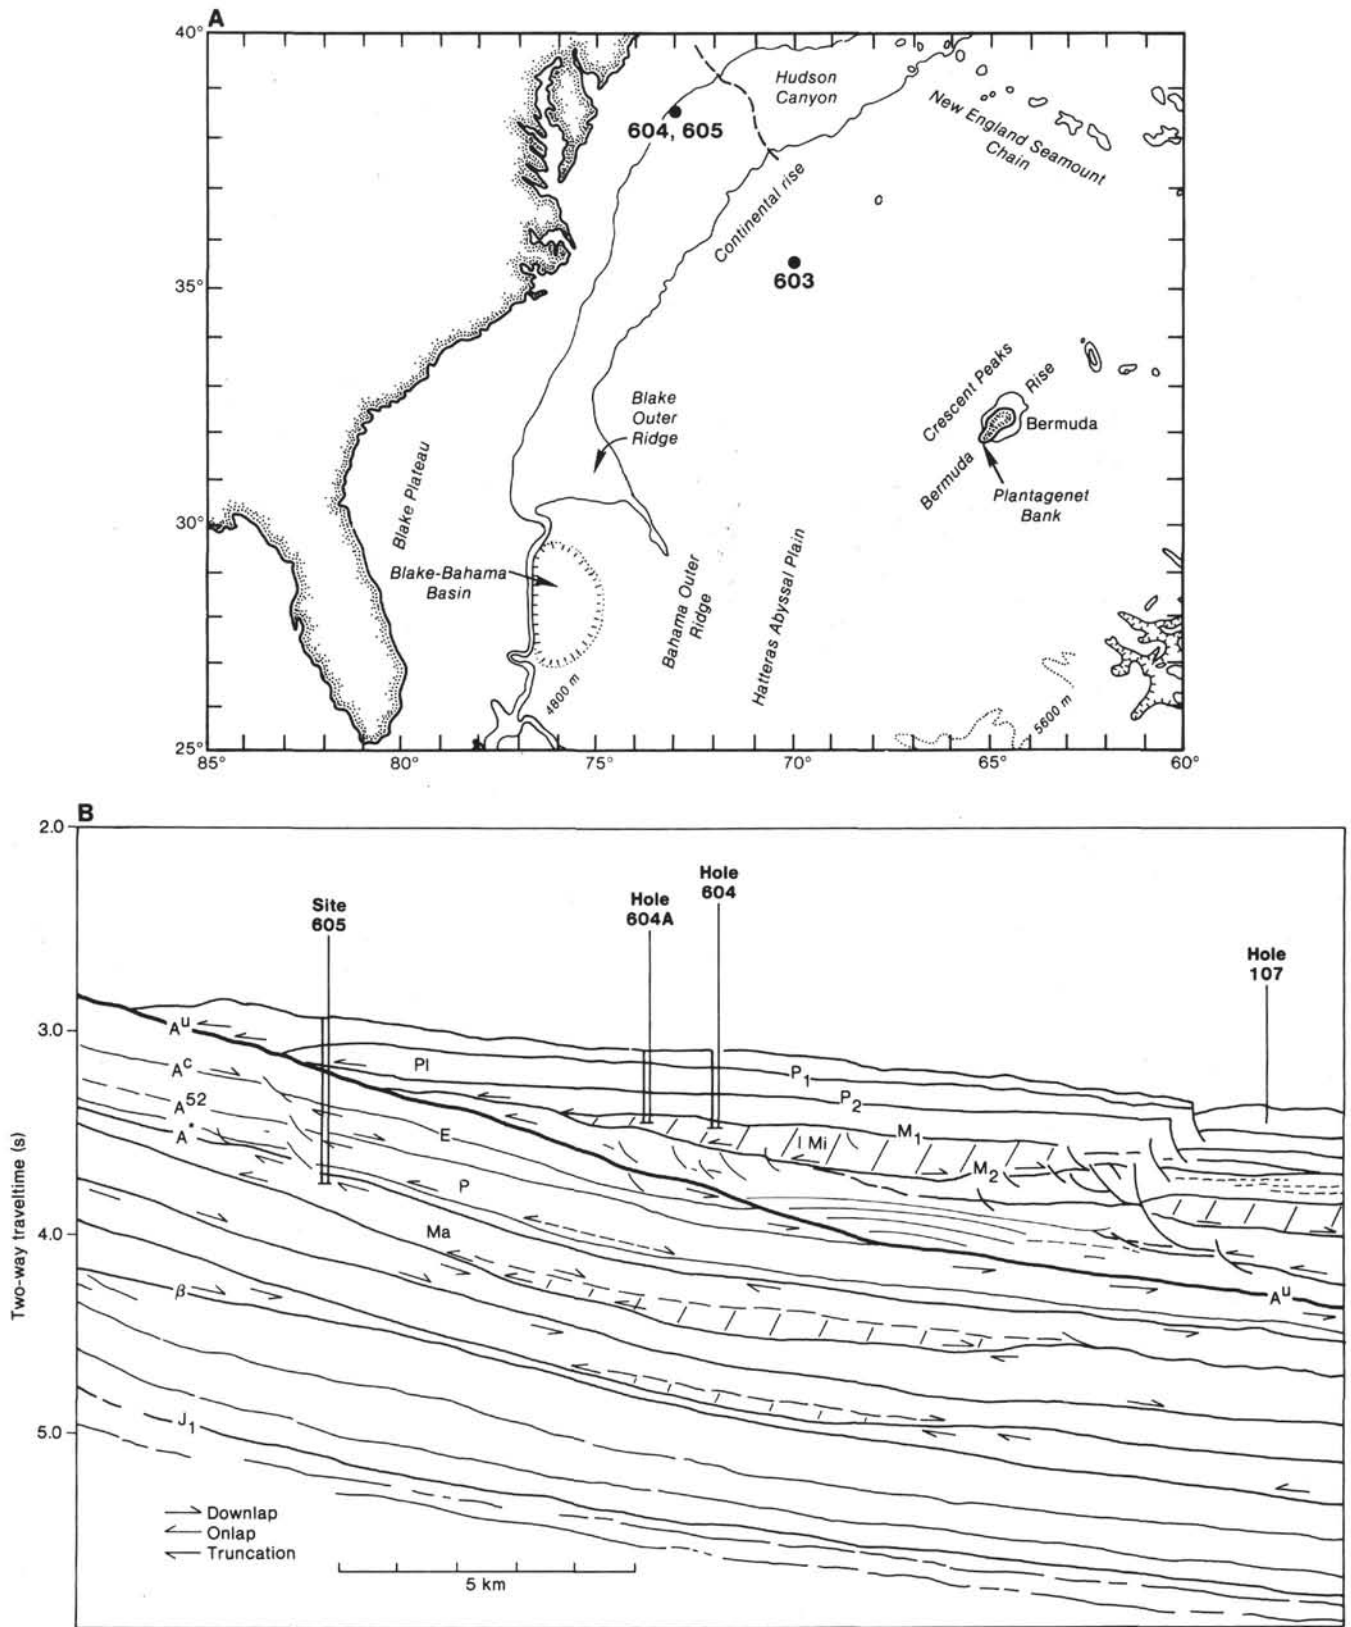 A
40°
35°
30°
25°
85°
80°
75°
70°
65°
60°
Hudson
Canyon
New England Seamount
Chain
604, 605
Continental rise
603
Crescent Peaks
Bermuda Rise
Bermuda
Plantagenet
Bank
Blake
Outer
Ridge
Blake Plateau
Blake-Bahama
Basin
Bahama Outer
Ridge
Hatteras Abyssal Plain
4800 m
5600 m
B
2.0
3.0
4.0
5.0
Two-way traveltime (s)
Site
605
Hole
604A
Hole
604
Hole
107
A^U
A^C
A^52
A*
E
P
Ma
β
J₁
Pl
P₁
P₂
M₁
l Mi
M₂
A^U
Downlap
Onlap
Truncation
5 km